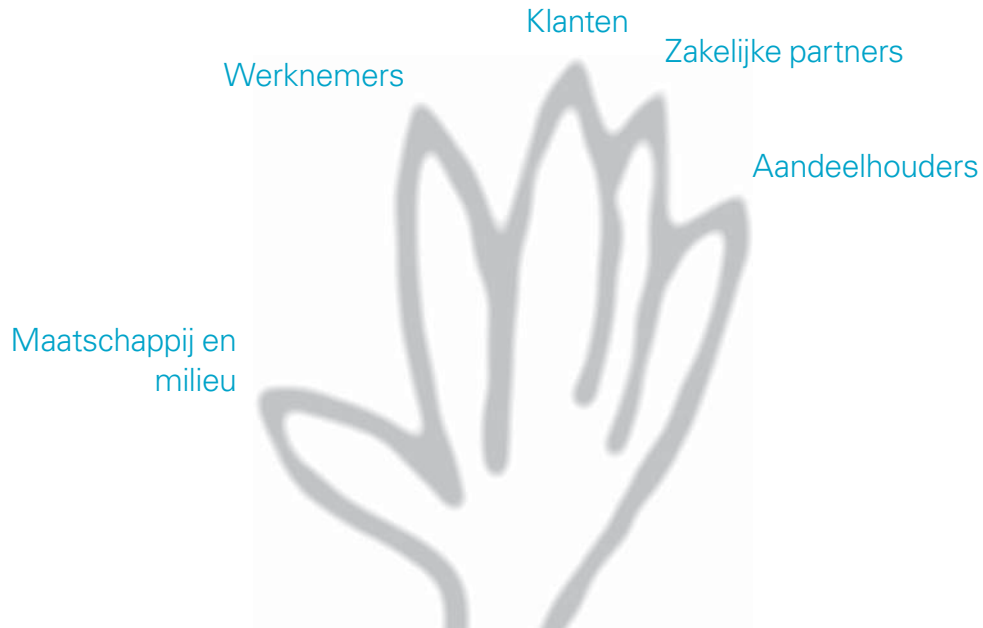 Klanten
Zakelijke partners
Werknemers
Aandeelhouders
Maatschappij en
milieu